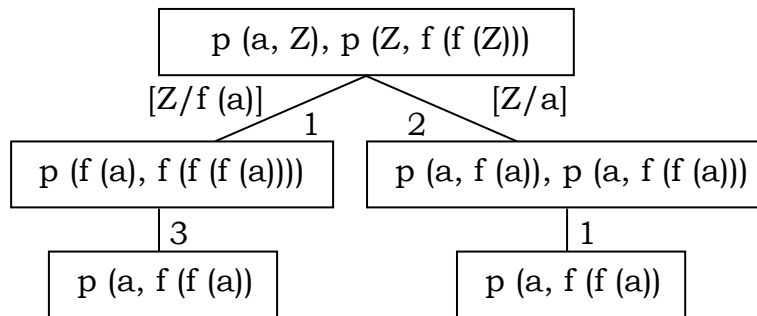 p (a, Z), p (Z, f (f (Z)))
[Z/f (a)] [Z/a]
1 2
p (f (a), f (f (f (a)))) p (a, f (a)), p (a, f (f (a)))
3 1
p (a, f (f (a)) p (a, f (f (a))